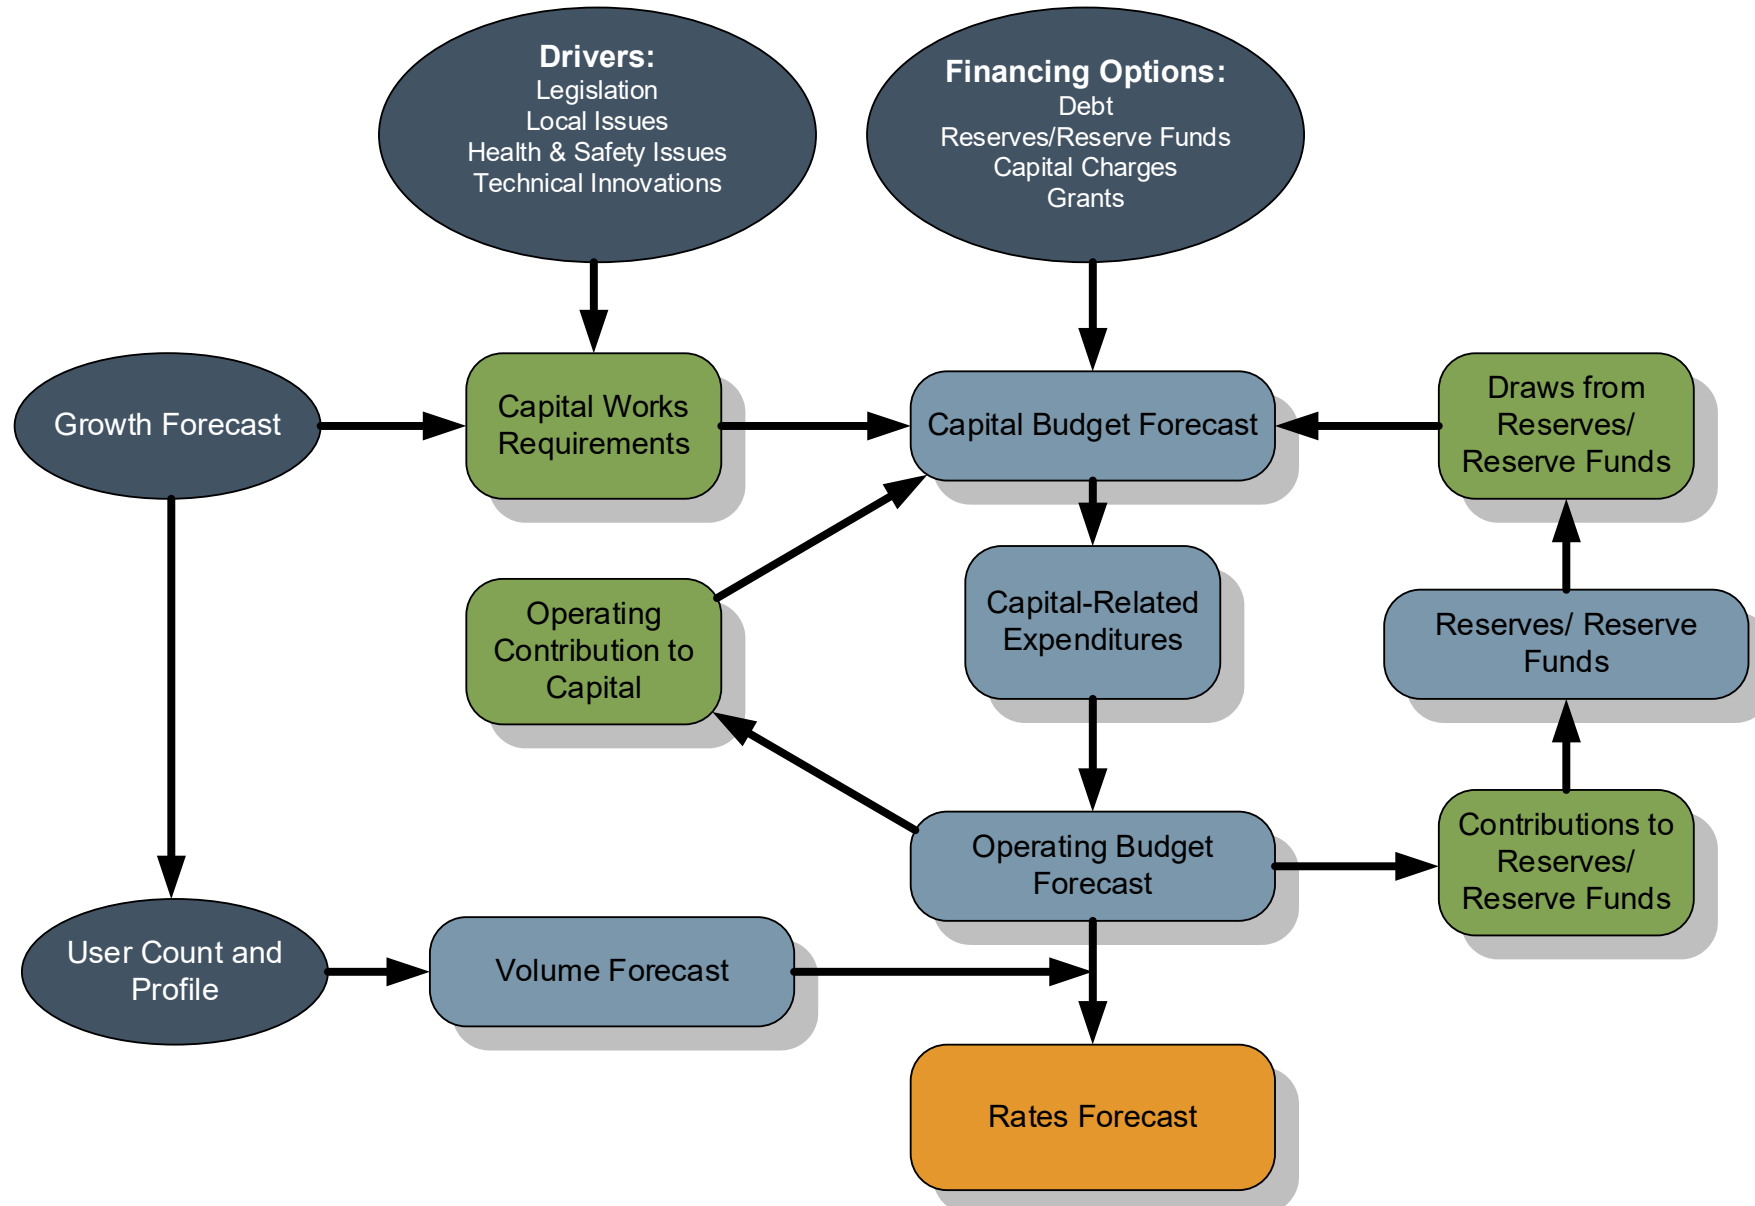 Drivers:
Legislation
Local Issues
Health & Safety Issues
Technical Innovations
Financing Options:
Debt
Reserves/Reserve Funds
Capital Charges
Grants
Growth Forecast
Capital Works
Requirements
Capital Budget Forecast
Draws from
Reserves/
Reserve Funds
Operating
Contribution to
Capital
Capital-Related
Expenditures
Reserves/ Reserve
Funds
Operating Budget
Forecast
Contributions to
Reserves/
Reserve Funds
User Count and
Profile
Volume Forecast
Rates Forecast